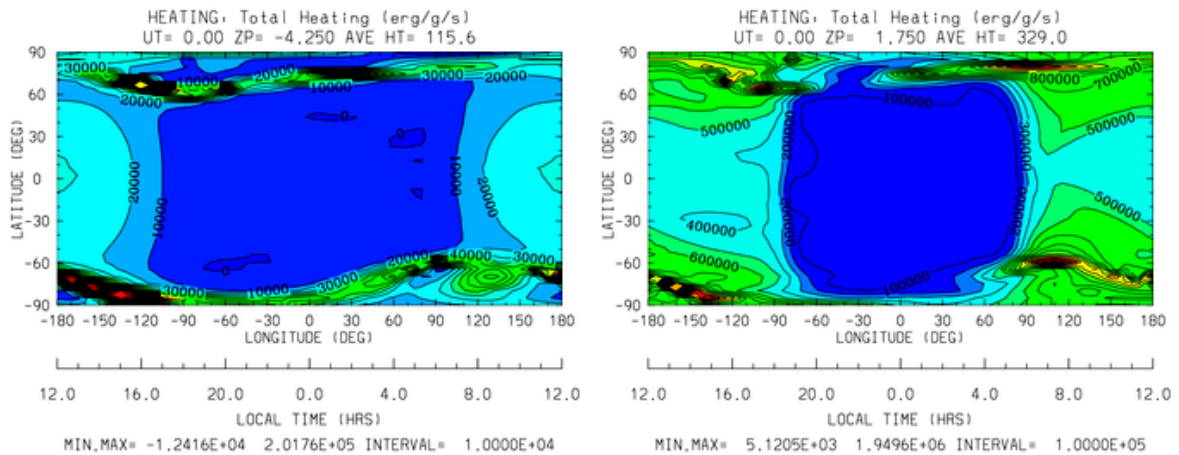 HEATING: Total Heating (erg/g/s)
UT= 0.00 ZP= -4.250 AVE HT= 115.6
90
60
30
0
-30
-60
-90
LATITUDE (DEG)
30000
10000
20000
30000
20000
20000
10000
0
0
20000
10000
10000
20000
0
20000
40000
30000
30000
10000
30000
-180 -150 -120 -90 -60 -30 0 30 60 90 120 150 180
LONGITUDE (DEG)
12.0 16.0 20.0 0.0 4.0 8.0 12.0
LOCAL TIME (HRS)
MIN,MAX= -1.2416E+04 2.0176E+05 INTERVAL= 1.0000E+04
HEATING: Total Heating (erg/g/s)
UT= 0.00 ZP= 1.750 AVE HT= 329.0
90
60
30
0
-30
-60
-90
LATITUDE (DEG)
800000
700000
100000
500000
200000
300000
500000
400000
200000
200000
500000
600000
100000
-180 -150 -120 -90 -60 -30 0 30 60 90 120 150 180
LONGITUDE (DEG)
12.0 16.0 20.0 0.0 4.0 8.0 12.0
LOCAL TIME (HRS)
MIN,MAX= 5.1205E+03 1.9496E+06 INTERVAL= 1.0000E+05